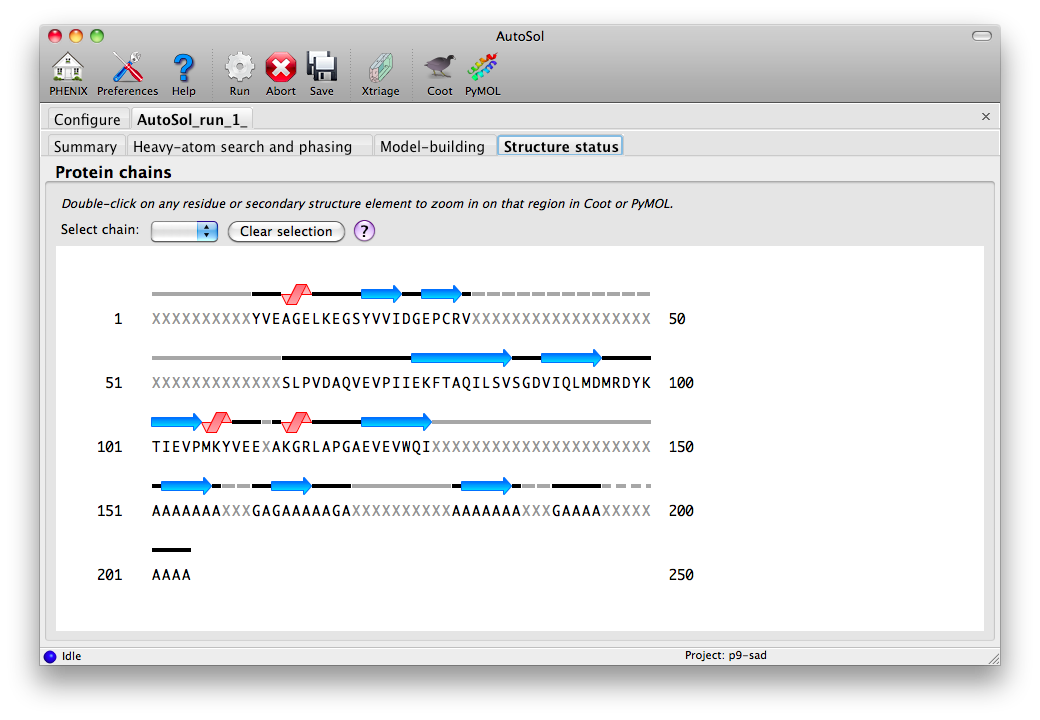 AutoSol
PHENIX Preferences Help Run Abort Save Xtriage Coot PyMOL
Configure AutoSol_run_1_
Summary Heavy-atom search and phasing Model-building Structure status
Protein chains
Double-click on any residue or secondary structure element to zoom in on that region in Coot or PyMOL.
Select chain: Clear selection ?
1 XXXXXXXXXXYVEAGELKEGSYVVIDGEPCRVXXXXXXXXXXXXXXXXXX 50
51 XXXXXXXXXXXXXSLPVDAQVEVPIIEKFTAQILSVSGDVIQLMDMRDYK 100
101 TIEVPMKYVEEXAKGRLAPGAEVEVWQIXXXXXXXXXXXXXXXXXXXXXX 150
151 AAAAAAAXXXGAGAAAAAGAXXXXXXXXXXAAAAAAAXXXGAAAAXXXXX 200
201 AAAA 250
Idle Project: p9-sad